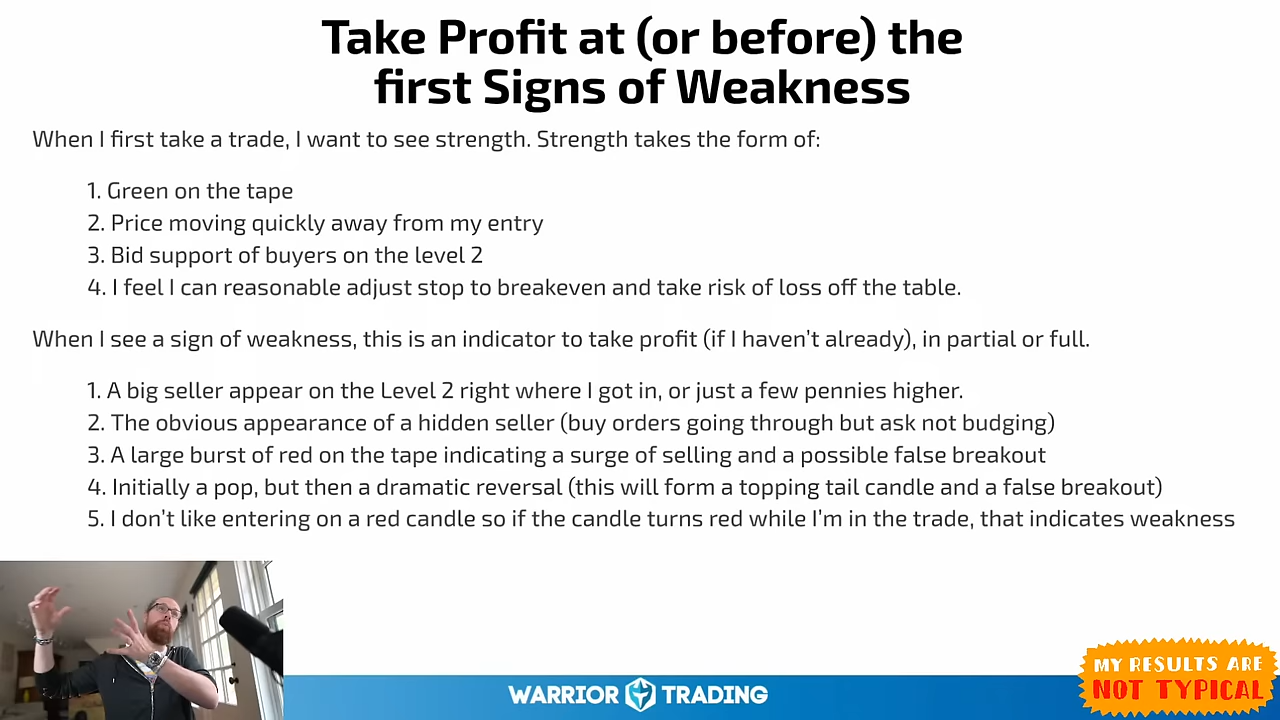 Take Profit at (or before) the
first Signs of Weakness
When I first take a trade, I want to see strength. Strength takes the form of:
1. Green on the tape
2. Price moving quickly away from my entry
3. Bid support of buyers on the level 2
4. I feel I can reasonable adjust stop to breakeven and take risk of loss off the table.
When I see a sign of weakness, this is an indicator to take profit (if I haven't already), in partial or full.
1. A big seller appear on the Level 2 right where I got in, or just a few pennies higher.
2. The obvious appearance of a hidden seller (buy orders going through but ask not budging)
3. A large burst of red on the tape indicating a surge of selling and a possible false breakout
4. Initially a pop, but then a dramatic reversal (this will form a topping tail candle and a false breakout)
5. I don't like entering on a red candle so if the candle turns red while I'm in the trade, that indicates weakness
WARRIOR TRADING
MY RESULTS ARE
NOT TYPICAL